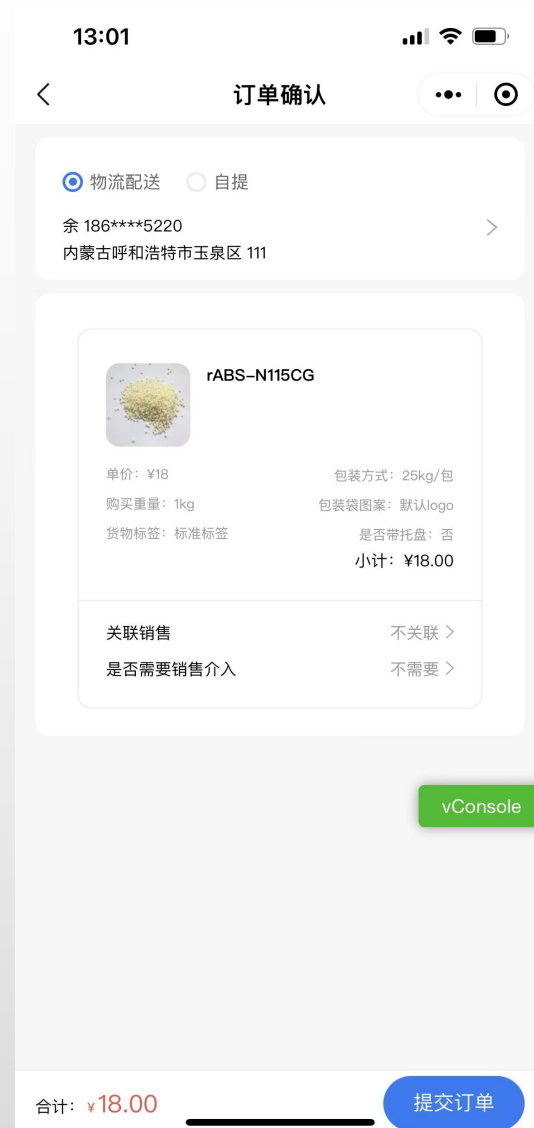 13:01
订单确认
物流配送 自提
余 186****5220
内蒙古呼和浩特市玉泉区 111
rABS-N115CG
单价：¥18 包装方式：25kg/包
购买重量：1kg 包装袋图案：默认logo
货物标签：标准标签 是否带托盘：否
小计：¥18.00
关联销售 不关联
是否需要销售介入 不需要
vConsole
合计：¥18.00 提交订单